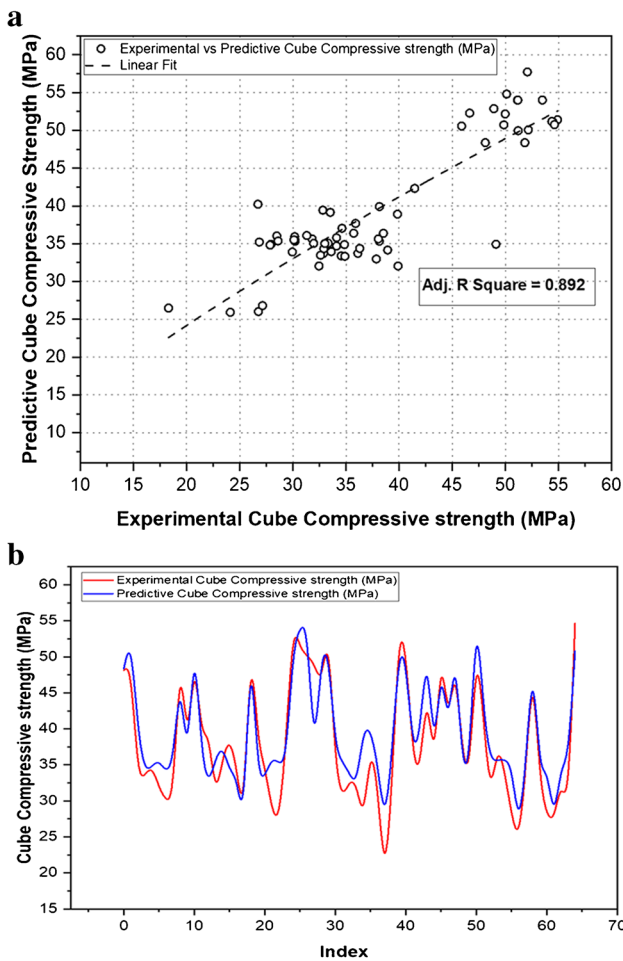 a
Experimental vs Predictive Cube Compressive strength (MPa)
Linear Fit
Predictive Cube Compressive Strength (MPa)
60
55
50
45
40
35
30
25
20
15
10
Adj. R Square = 0.892
10 15 20 25 30 35 40 45 50 55 60
Experimental Cube Compressive strength (MPa)
b
Experimental Cube Compressive strength (MPa)
Predictive Cube Compressive strength (MPa)
Cube Compressive strength (MPa)
60
55
50
45
40
35
30
25
20
15
0 10 20 30 40 50 60 70
Index